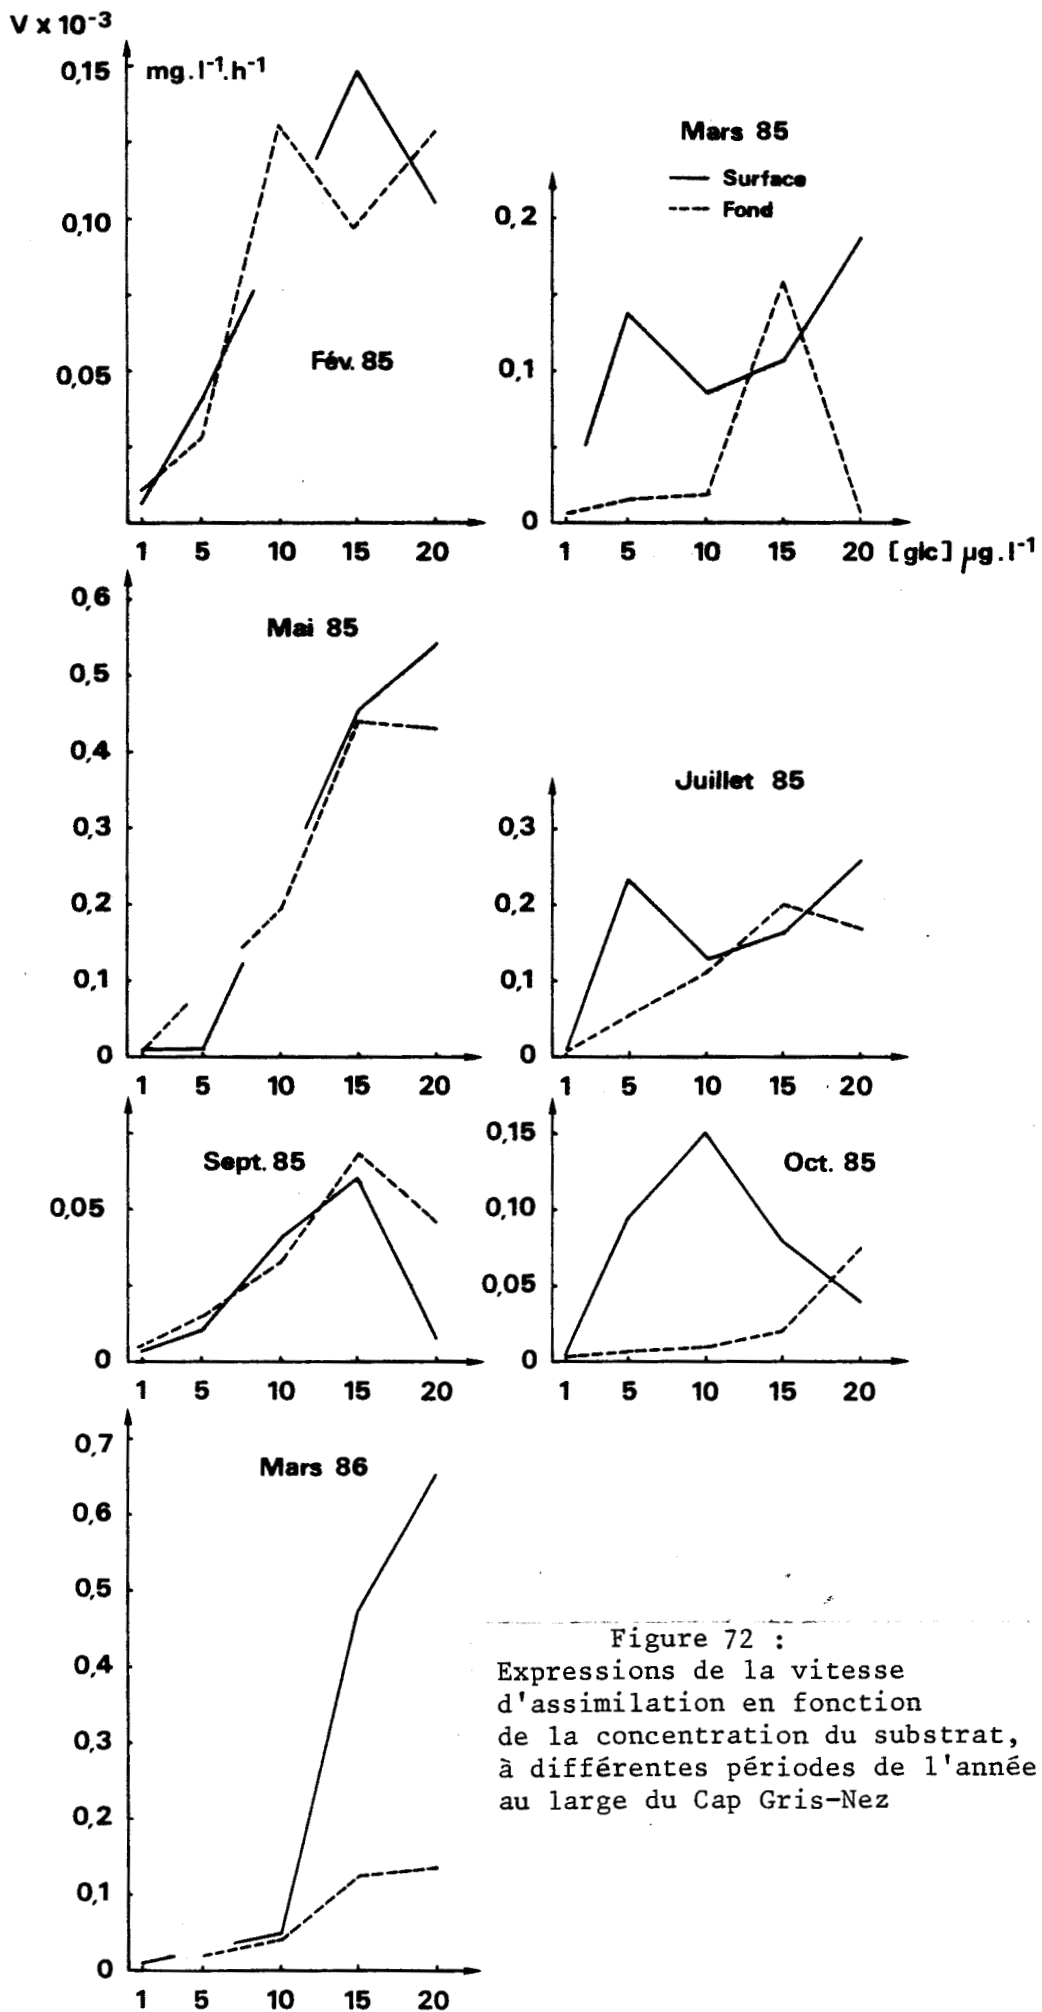 V x 10⁻³
mg.l⁻¹.h⁻¹
0,15
0,10
0,05
Fév. 85
1 5 10 15 20
Mars 85
Surface
Fond
0,2
0,1
0
1 5 10 15 20 [glc] µg.l⁻¹
Mai 85
0,6
0,5
0,4
0,3
0,2
0,1
0
1 5 10 15 20
Juillet 85
0,3
0,2
0,1
0
1 5 10 15 20
Sept. 85
0,05
0
1 5 10 15 20
Oct. 85
0,15
0,10
0,05
0
1 5 10 15 20
Mars 86
0,7
0,6
0,5
0,4
0,3
0,2
0,1
0
1 5 10 15 20
Figure 72 :
Expressions de la vitesse
d'assimilation en fonction
de la concentration du substrat,
à différentes périodes de l'année
au large du Cap Gris-Nez